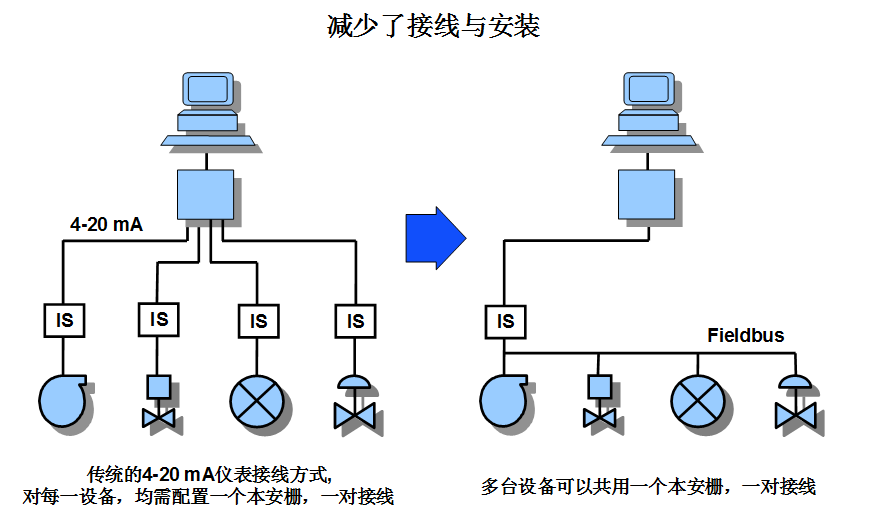 减少了接线与安装
4-20 mA
IS
IS
IS
IS
IS
Fieldbus
传统的4-20 mA仪表接线方式,
对每一设备，均需配置一个本安栅，一对接线
多台设备可以共用一个本安栅，一对接线